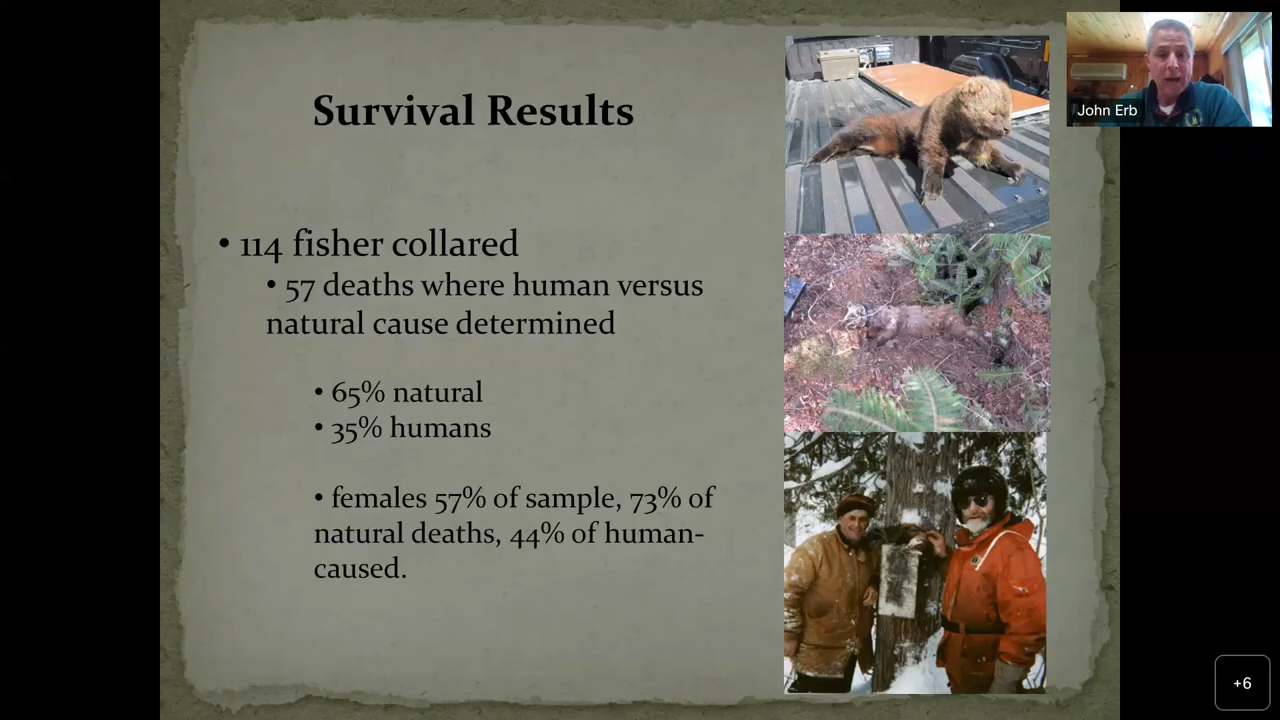 Survival Results
• 114 fisher collared
• 57 deaths where human versus
natural cause determined
• 65% natural
• 35% humans
• females 57% of sample, 73% of
natural deaths, 44% of human-
caused.
John Erb
+6